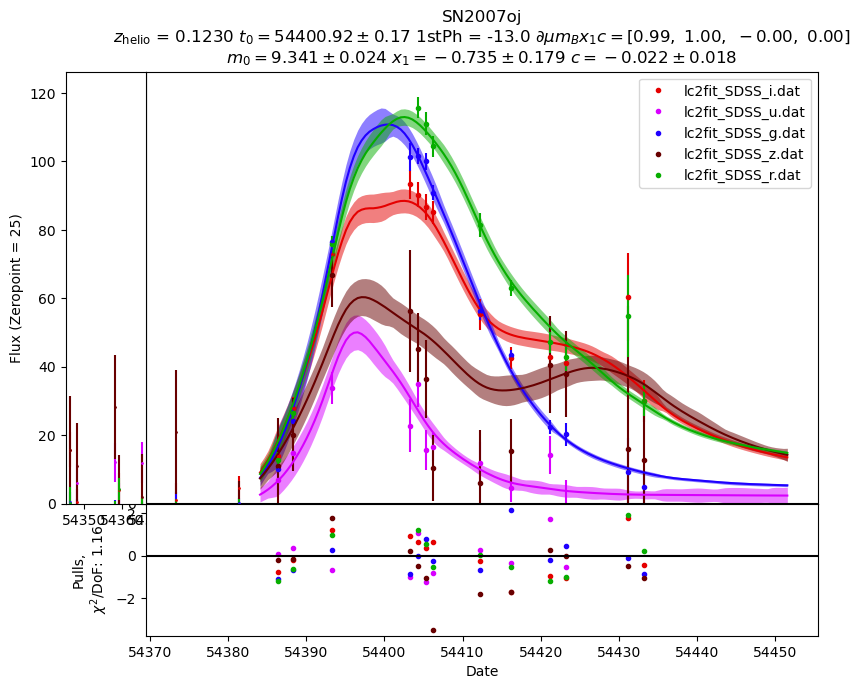 SN2007oj
z_helio = 0.1230 t_0 = 54400.92 ± 0.17 1stPh = -13.0 ∂μm_Bx_1c = [0.99, 1.00, −0.00, 0.00]
m_0 = 9.341 ± 0.024 x_1 = −0.735 ± 0.179 c = −0.022 ± 0.018
120
100
80
60
40
20
0
Flux (Zeropoint = 25)
lc2fit_SDSS_i.dat
lc2fit_SDSS_u.dat
lc2fit_SDSS_g.dat
lc2fit_SDSS_z.dat
lc2fit_SDSS_r.dat
54350 54360
0
−2
Pulls,
χ²/DoF: 1.16
54370 54380 54390 54400 54410 54420 54430 54440 54450
Date